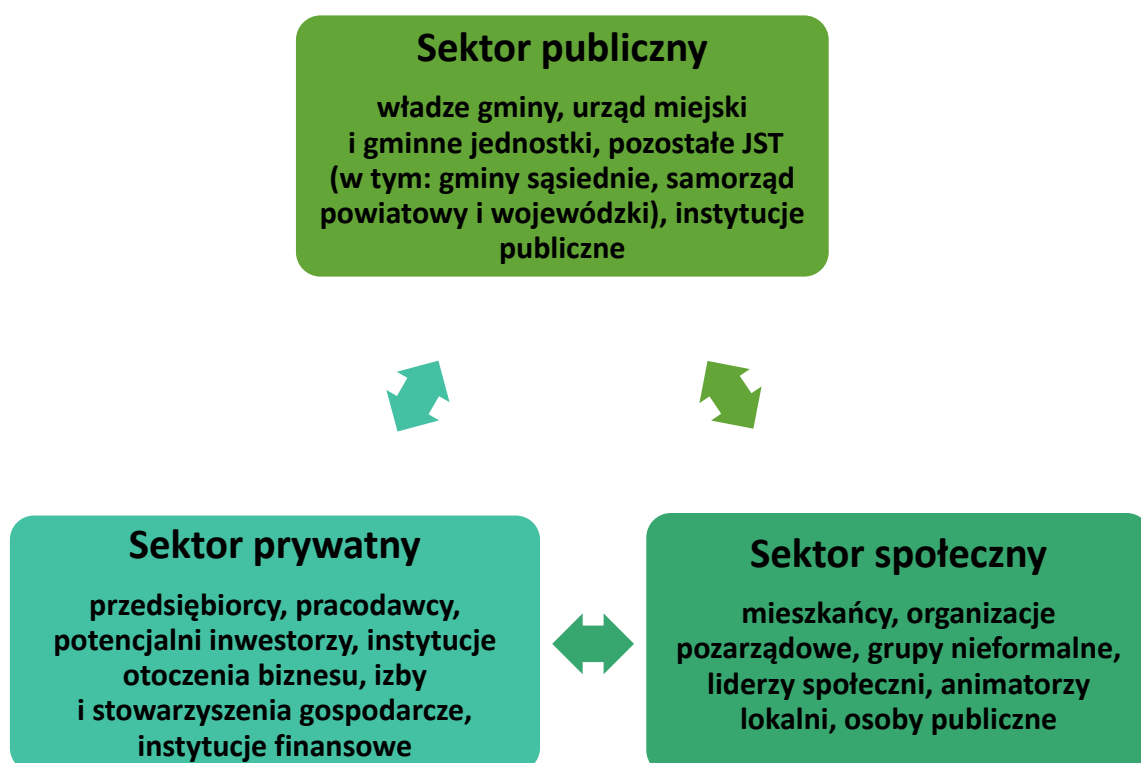 Sektor publiczny
władze gminy, urząd miejski
i gminne jednostki, pozostałe JST
(w tym: gminy sąsiednie, samorząd
powiatowy i wojewódzki), instytucje
publiczne
Sektor prywatny
przedsiębiorcy, pracodawcy,
potencjalni inwestorzy, instytucje
otoczenia biznesu, izby
i stowarzyszenia gospodarcze,
instytucje finansowe
Sektor społeczny
mieszkańcy, organizacje
pozarządowe, grupy nieformalne,
liderzy społeczni, animatorzy
lokalni, osoby publiczne